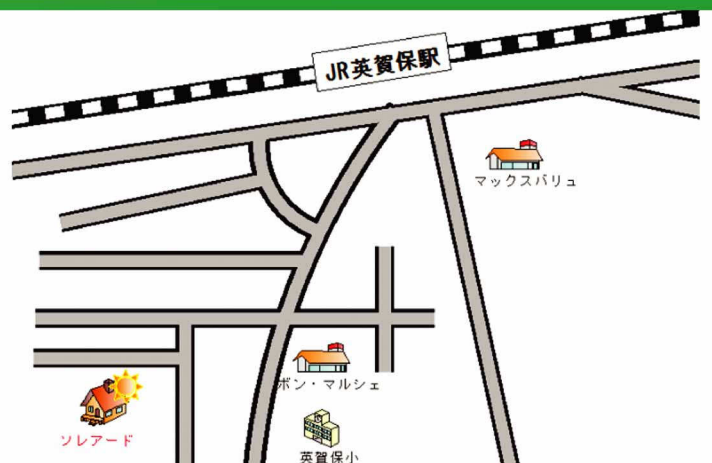 JR英賀保駅
マックスバリュ
ボン・マルシェ
ソレアード
英賀保小